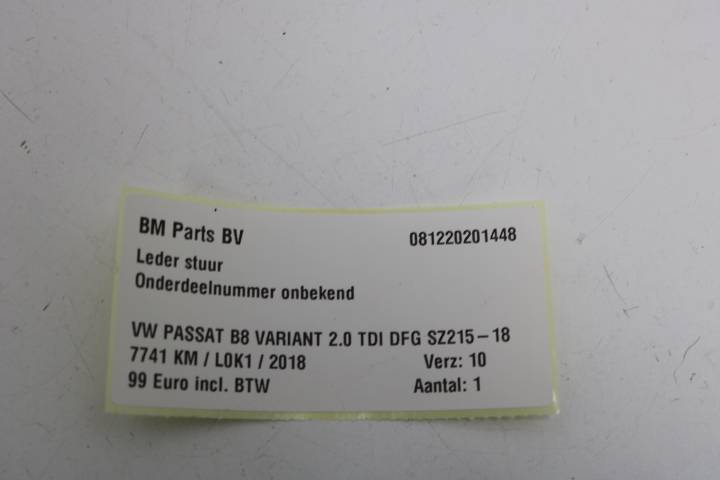 BM Parts BV 081220201448
Leder stuur
Onderdeelnummer onbekend
VW PASSAT B8 VARIANT 2.0 TDI DFG SZ215-18
7741 KM / L0K1 / 2018 Verz: 10
99 Euro incl. BTW Aantal: 1